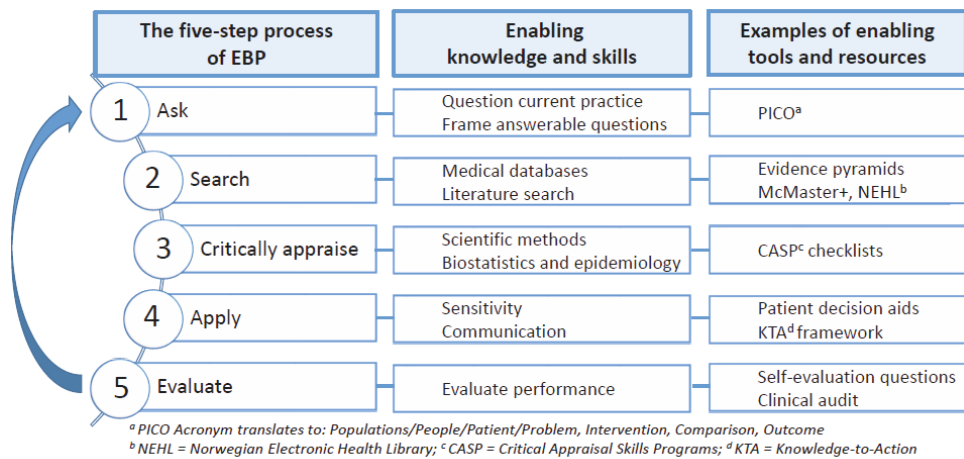 The five-step process
of EBP
Enabling
knowledge and skills
Examples of enabling
tools and resources
1
Ask
Question current practice
Frame answerable questions
PICOᵃ
2
Search
Medical databases
Literature search
Evidence pyramids
McMaster+, NEHLᵇ
3
Critically appraise
Scientific methods
Biostatistics and epidemiology
CASPᶜ checklists
4
Apply
Sensitivity
Communication
Patient decision aids
KTAᵈ framework
5
Evaluate
Evaluate performance
Self-evaluation questions
Clinical audit
ᵃ PICO Acronym translates to: Populations/People/Patient/Problem, Intervention, Comparison, Outcome
ᵇ NEHL = Norwegian Electronic Health Library; ᶜ CASP = Critical Appraisal Skills Programs; ᵈ KTA = Knowledge-to-Action